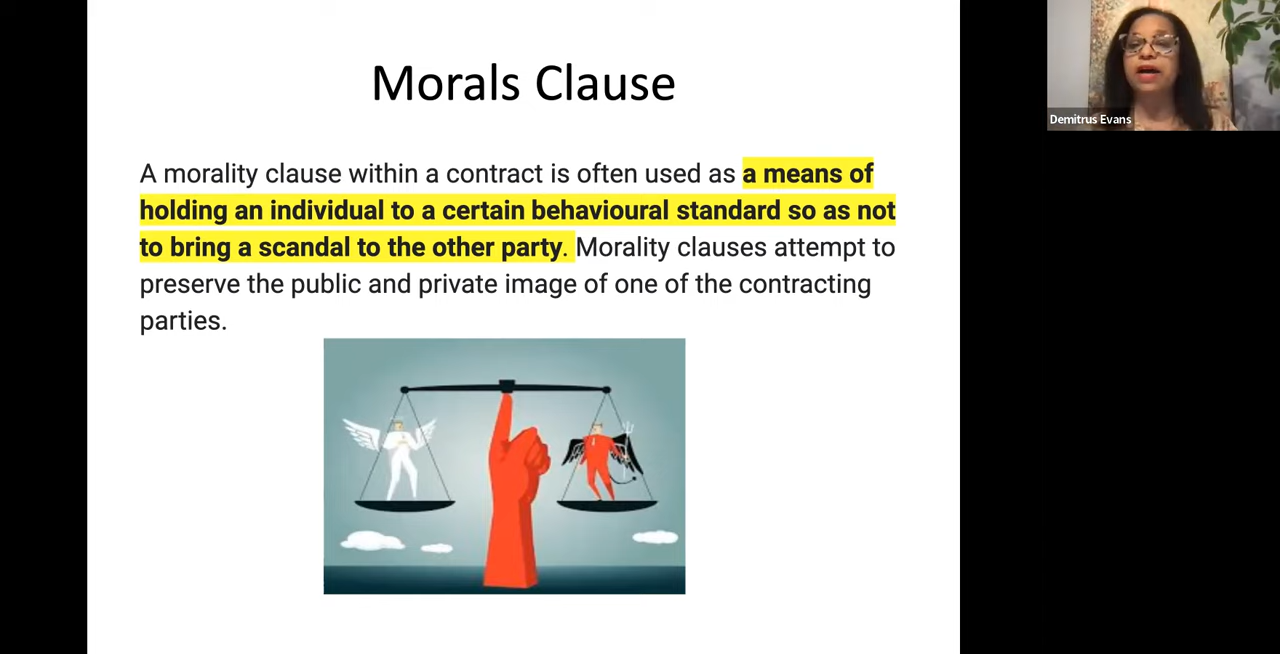 Morals Clause
A morality clause within a contract is often used as a means of
holding an individual to a certain behavioural standard so as not
to bring a scandal to the other party. Morality clauses attempt to
preserve the public and private image of one of the contracting
parties.
Demitrus Evans